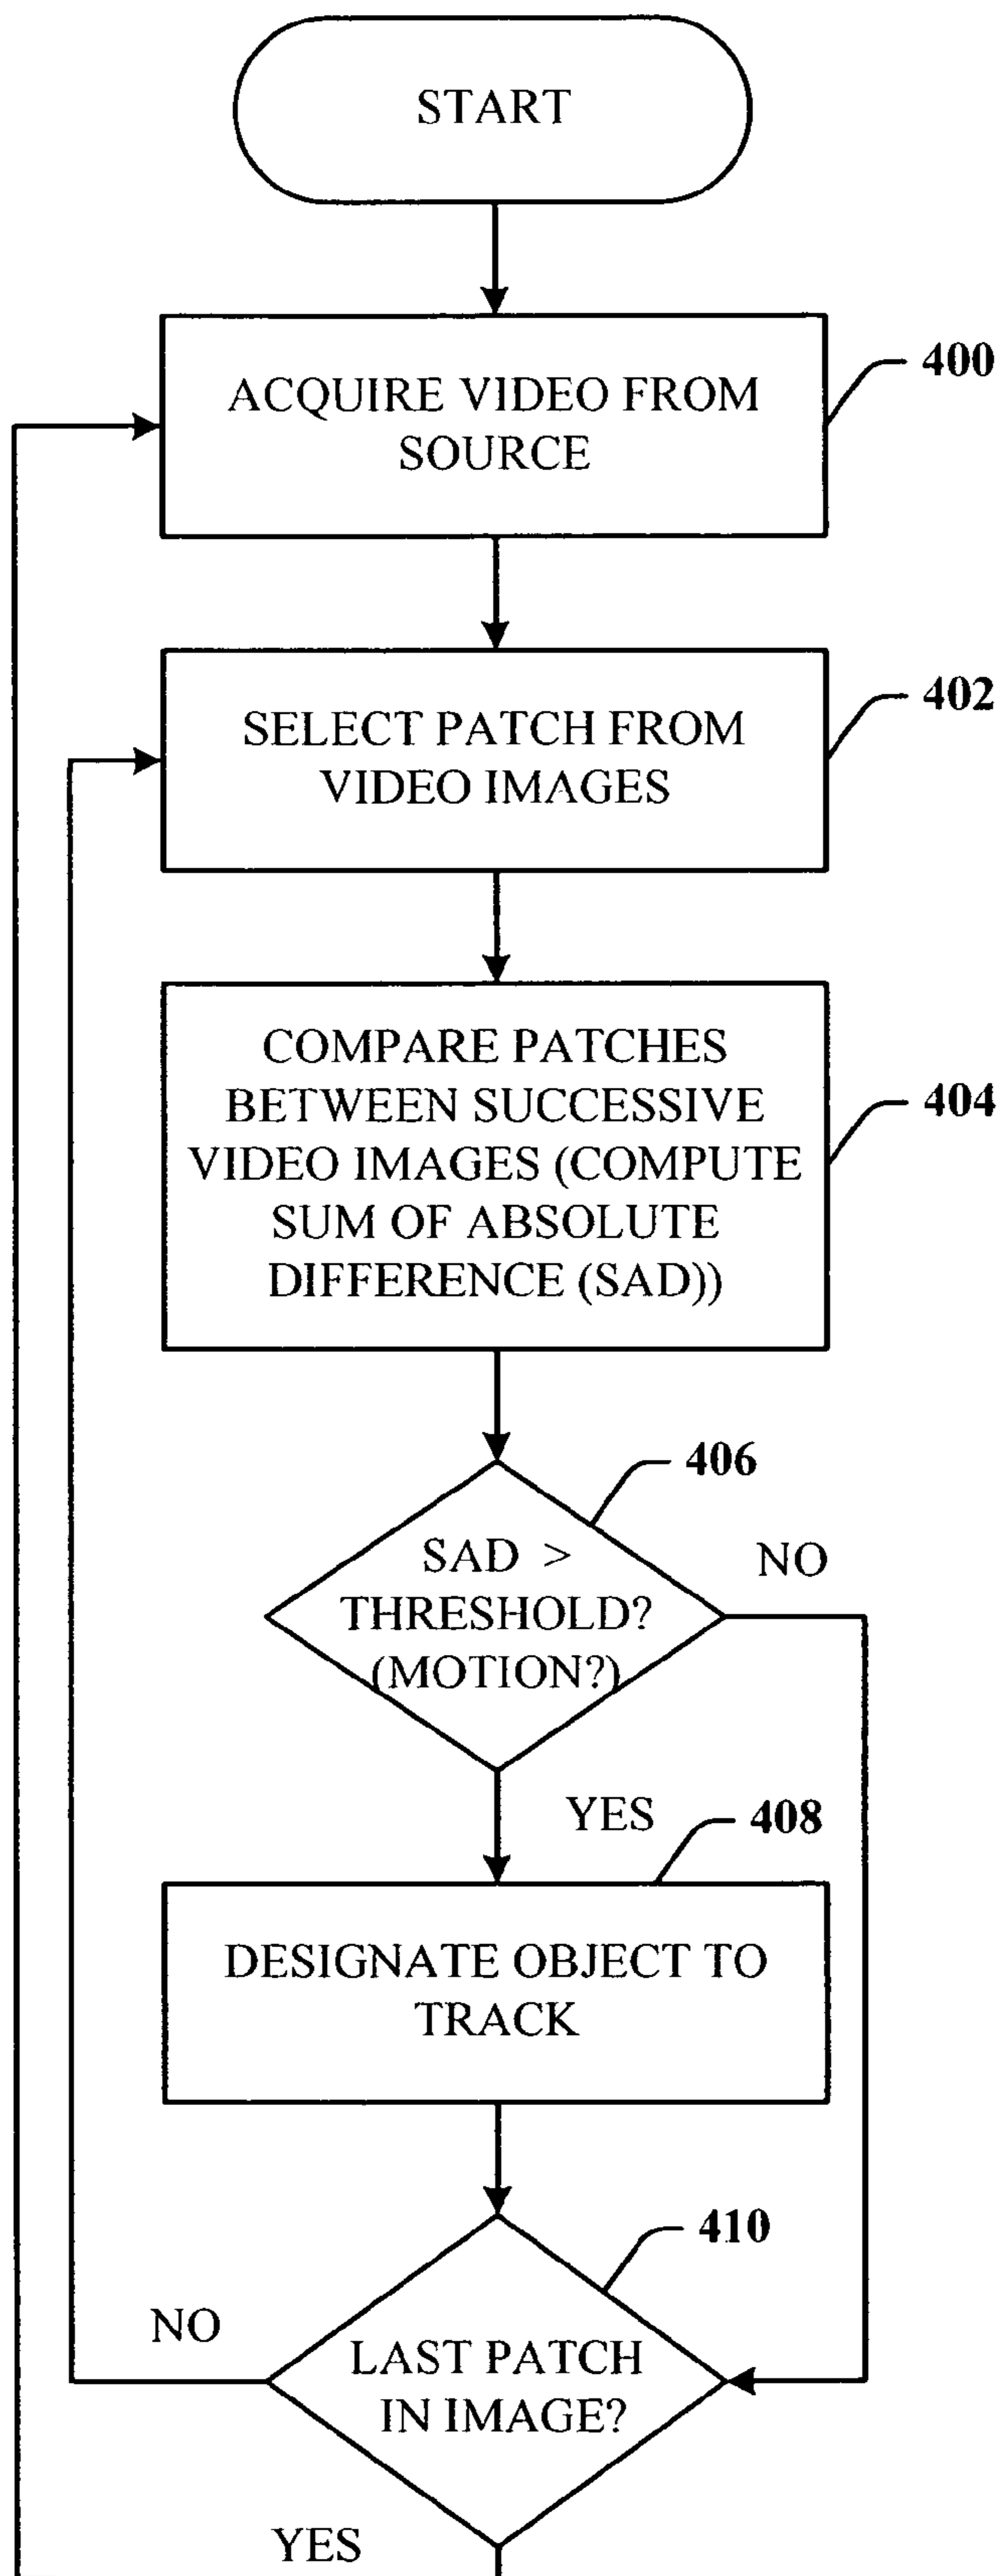 START
ACQUIRE VIDEO FROM
SOURCE
400
SELECT PATCH FROM
VIDEO IMAGES
402
COMPARE PATCHES
BETWEEN SUCCESSIVE
VIDEO IMAGES (COMPUTE
SUM OF ABSOLUTE
DIFFERENCE (SAD))
404
406
SAD >
THRESHOLD?
(MOTION?)
NO
YES
408
DESIGNATE OBJECT TO
TRACK
410
NO
LAST PATCH
IN IMAGE?
YES